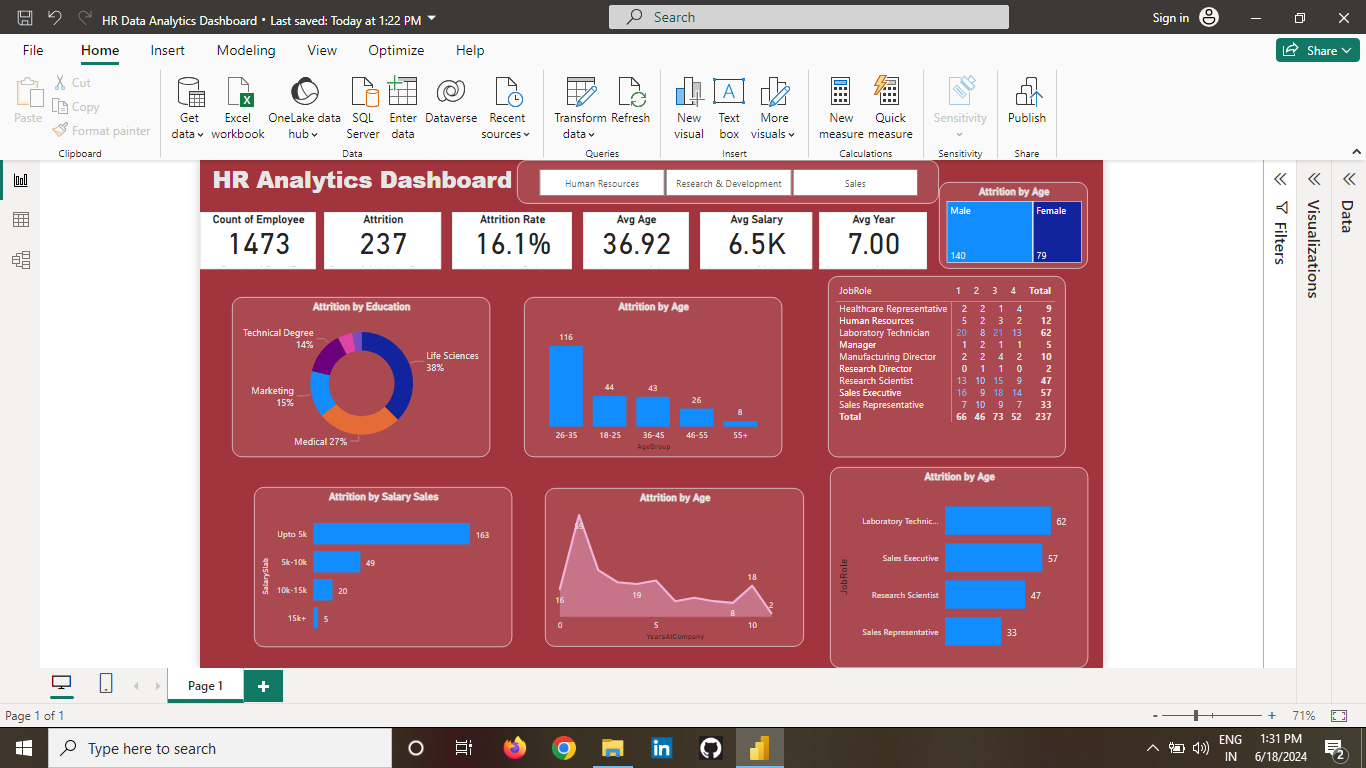 HR Data Analytics Dashboard • Last saved: Today at 1:22 PM
Search
Sign in
File Home Insert Modeling View Optimize Help
Share
Paste
Cut
Copy
Format painter
Clipboard
Get data
Excel workbook
OneLake data hub
SQL Server
Enter data
Dataverse
Recent sources
Data
Transform data
Refresh
Queries
New visual
Text box
More visuals
Insert
New measure
Quick measure
Calculations
Sensitivity
Sensitivity
Publish
Share
HR Analytics Dashboard
Human Resources
Research & Development
Sales
Count of Employee
1473
Attrition
237
Attrition Rate
16.1%
Avg Age
36.92
Avg Salary
6.5K
Avg Year
7.00
Attrition by Age
Male
140
Female
79
Filters
Visualizations
Data
Attrition by Education
Technical Degree
14%
Life Sciences
38%
Marketing
15%
Medical 27%
Attrition by Age
116
44
43
26
8
26-35 18-25 36-45 46-55 55+
AgeGroup
JobRole 1 2 3 4 Total
Healthcare Representative 2 2 1 4 9
Human Resources 5 2 3 2 12
Laboratory Technician 20 8 21 13 62
Manager 1 2 1 1 5
Manufacturing Director 2 2 4 2 10
Research Director 0 1 1 0 2
Research Scientist 13 10 15 9 47
Sales Executive 16 9 18 14 57
Sales Representative 7 10 9 7 33
Total 66 46 73 52 237
Attrition by Salary Sales
SalarySlab
Upto 5k 163
5k-10k 49
10k-15k 20
15k+ 5
Attrition by Age
59
16
19
8
18
2
0 5 10
YearsAtCompany
Attrition by Age
JobRole
Laboratory Technic... 62
Sales Executive 57
Research Scientist 47
Sales Representative 33
Page 1
Page 1 of 1
- + 71%
Type here to search
ENG
IN
1:31 PM
6/18/2024
2